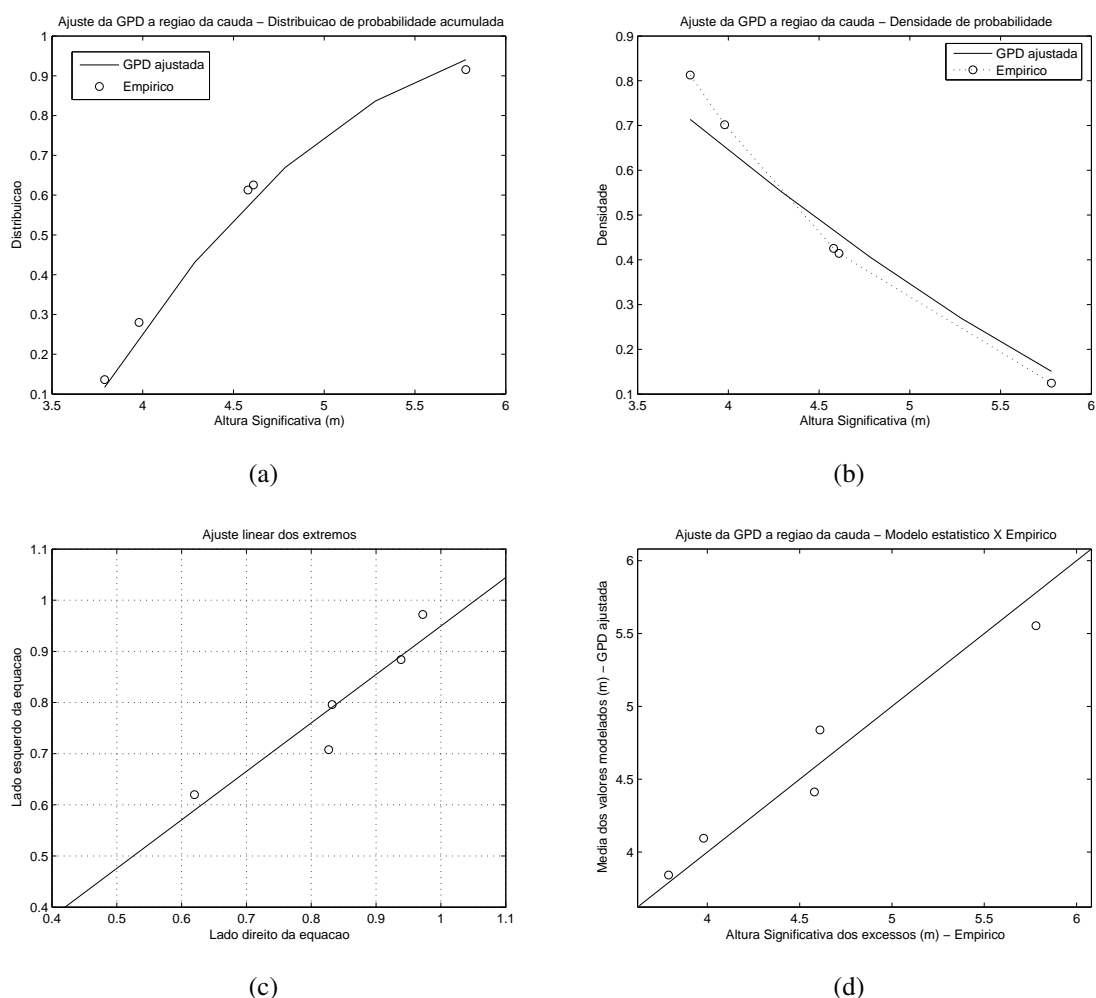 Ajuste da GPD a regiao da cauda – Distribuicao de probabilidade acumulada
1
0.9
0.8
0.7
0.6
0.5
0.4
0.3
0.2
0.1
Distribuicao
GPD ajustada
Empirico
3.5 4 4.5 5 5.5 6
Altura Significativa (m)
(a)
Ajuste da GPD a regiao da cauda – Densidade de probabilidade
0.9
0.8
0.7
0.6
0.5
0.4
0.3
0.2
0.1
Densidade
GPD ajustada
Empirico
3.5 4 4.5 5 5.5 6
Altura Significativa (m)
(b)
Ajuste linear dos extremos
1.1
1
0.9
0.8
0.7
0.6
0.5
0.4
Lado esquerdo da equacao
0.4 0.5 0.6 0.7 0.8 0.9 1 1.1
Lado direito da equacao
(c)
Ajuste da GPD a regiao da cauda – Modelo estatistico X Empirico
6
5.5
5
4.5
4
Media dos valores modelados (m) – GPD ajustada
4 4.5 5 5.5 6
Altura Significativa dos excessos (m) – Empirico
(d)